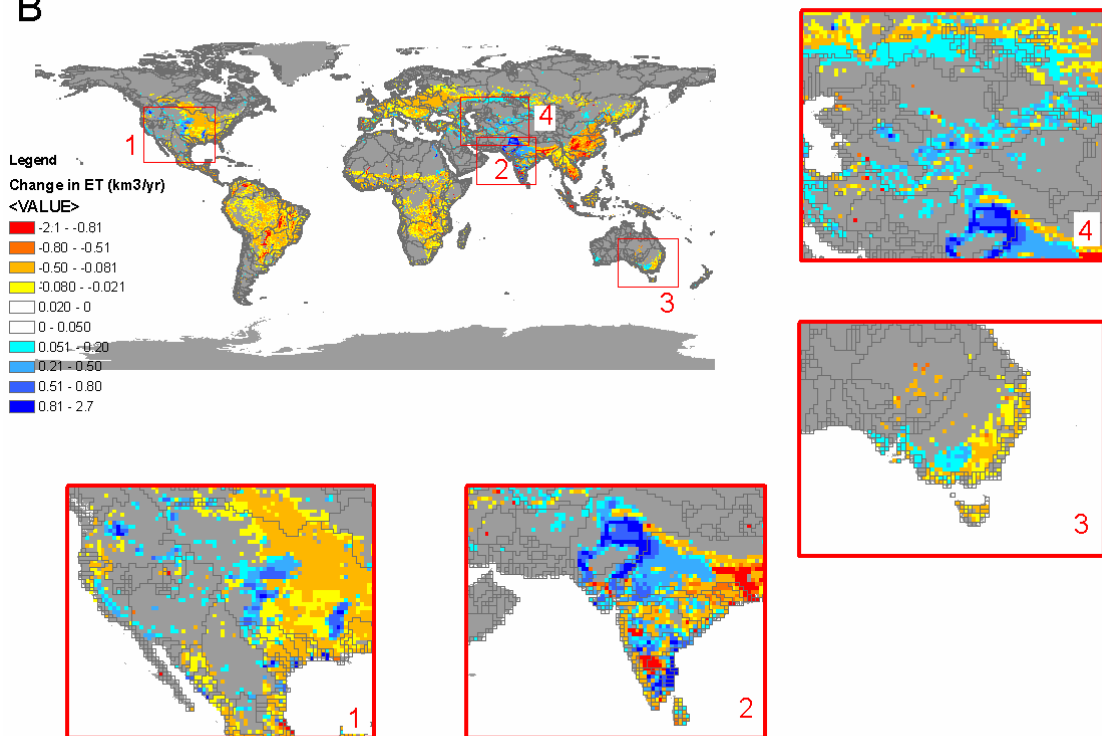 B
Legend
Change in ET (km3/yr)
<VALUE>
-2.1 - -0.81
-0.80 - -0.51
-0.50 - -0.081
-0.080 - -0.021
0.020 - 0
0 - 0.050
0.051 - 0.20
0.21 - 0.50
0.51 - 0.80
0.81 - 2.7
1
2
3
4
4
3
1
2